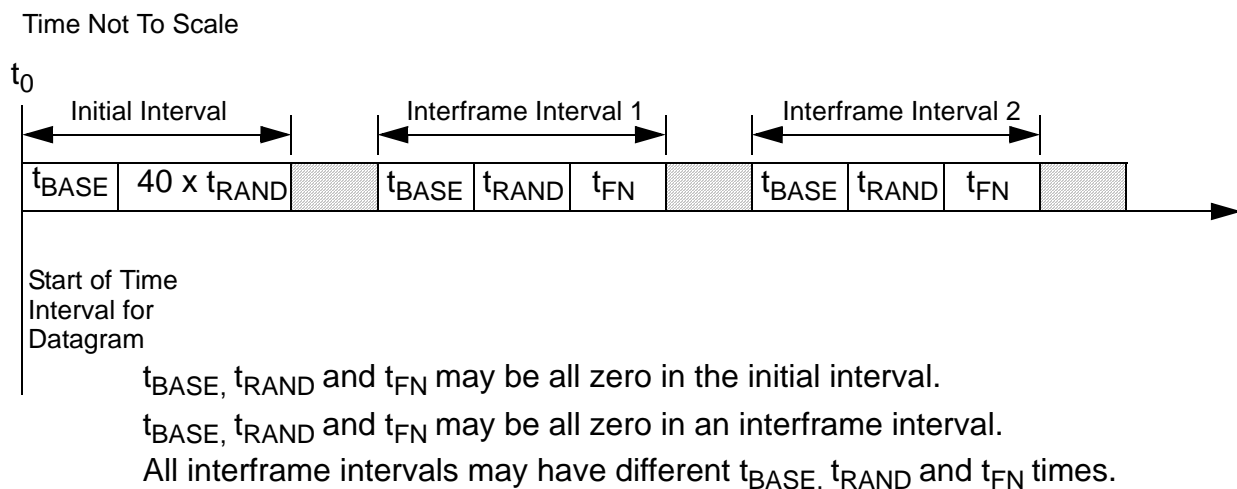 Time Not To Scale
t0
Initial Interval
Interframe Interval 1
Interframe Interval 2
tBASE 40 x tRAND tBASE tRAND tFN tBASE tRAND tFN
Start of Time
Interval for
Datagram
tBASE, tRAND and tFN may be all zero in the initial interval.
tBASE, tRAND and tFN may be all zero in an interframe interval.
All interframe intervals may have different tBASE, tRAND and tFN times.